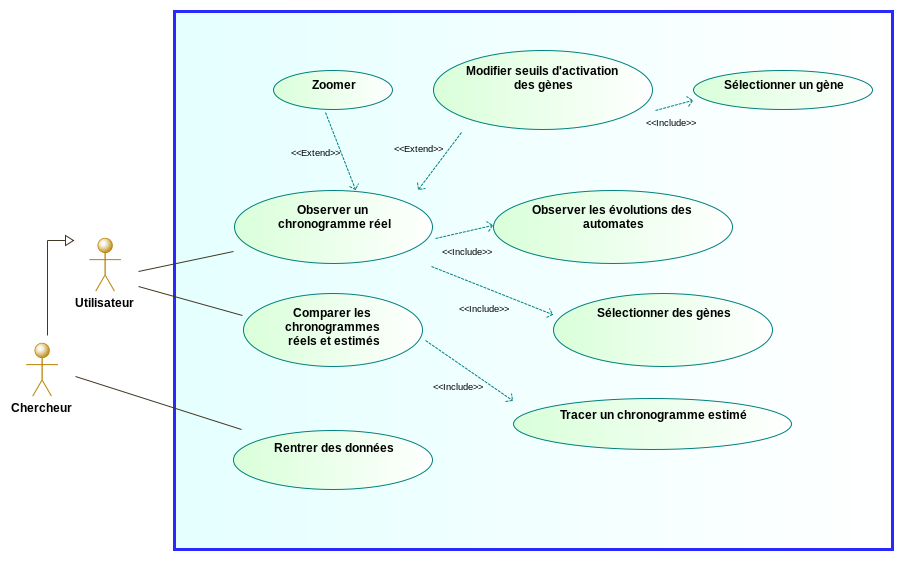 Zoomer
Modifier seuils d'activation
des gènes
Sélectionner un gène
<<Include>>
<<Extend>>
<<Extend>>
Observer un
chronogramme réel
Observer les évolutions des
automates
<<Include>>
Utilisateur
<<Include>>
Sélectionner des gènes
Comparer les
chronogrammes
réels et estimés
<<Include>>
Chercheur
Tracer un chronogramme estimé
Rentrer des données